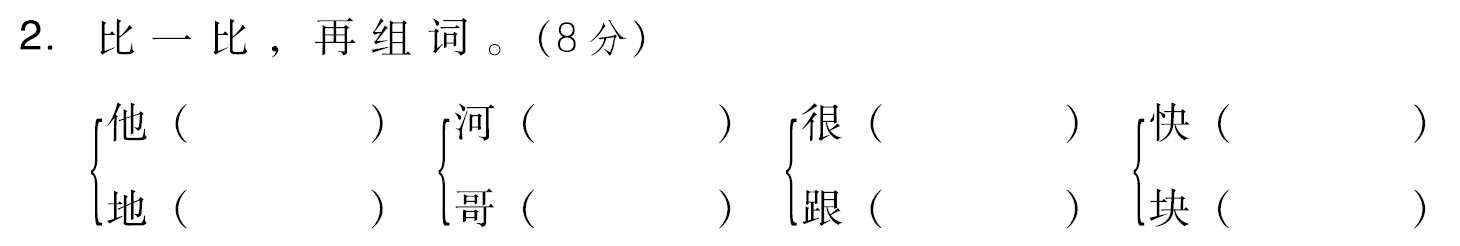 2. 比一比，再组词。(8分)
他（　　　　）河（　　　　）很（　　　　）快（　　　　）
地（　　　　）哥（　　　　）跟（　　　　）块（　　　　）